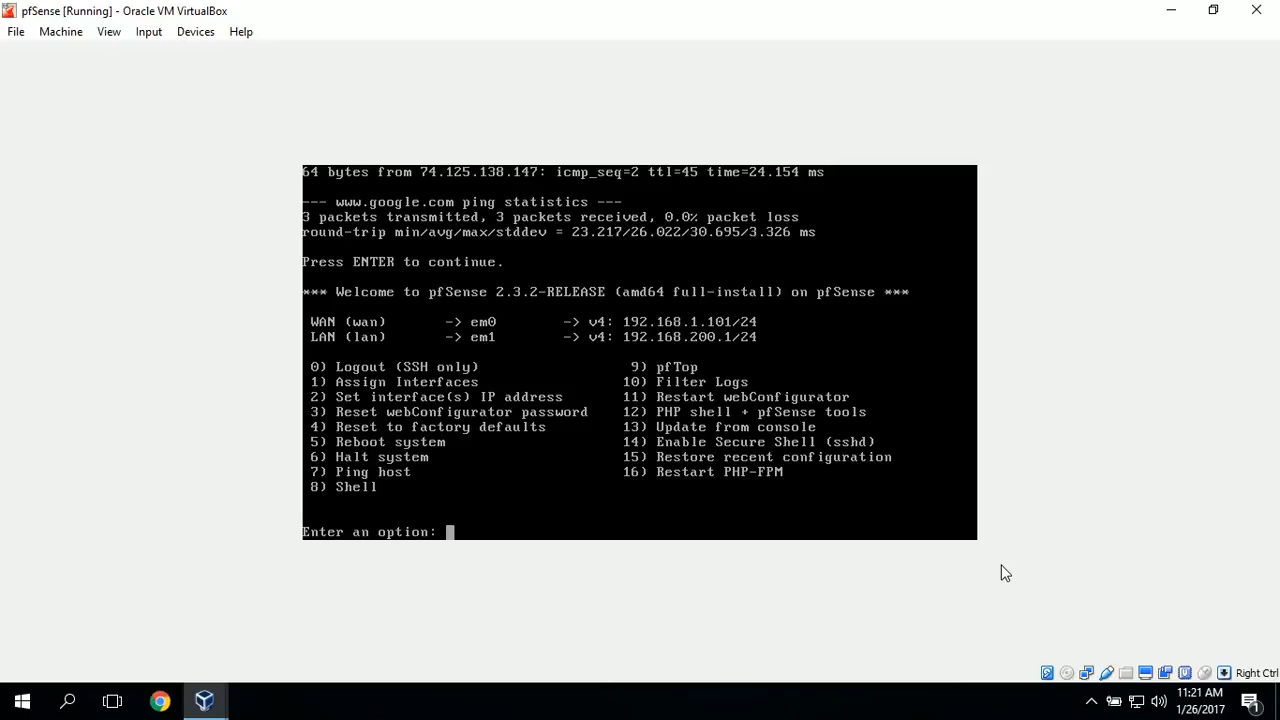 pfSense [Running] - Oracle VM VirtualBox
File Machine View Input Devices Help
64 bytes from 74.125.138.147: icmp_seq=2 ttl=45 time=24.154 ms
--- www.google.com ping statistics ---
3 packets transmitted, 3 packets received, 0.0% packet loss
round-trip min/avg/max/stddev = 23.217/26.022/30.695/3.326 ms
Press ENTER to continue.
*** Welcome to pfSense 2.3.2-RELEASE (amd64 full-install) on pfSense ***
WAN (wan) -> em0 -> v4: 192.168.1.101/24
LAN (lan) -> em1 -> v4: 192.168.200.1/24
0) Logout (SSH only) 9) pfTop
1) Assign Interfaces 10) Filter Logs
2) Set interface(s) IP address 11) Restart webConfigurator
3) Reset webConfigurator password 12) PHP shell + pfSense tools
4) Reset to factory defaults 13) Update from console
5) Reboot system 14) Enable Secure Shell (sshd)
6) Halt system 15) Restore recent configuration
7) Ping host 16) Restart PHP-FPM
8) Shell
Enter an option:
Right Ctrl
11:21 AM
1/26/2017
1